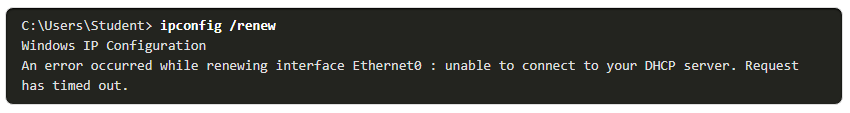 C:\Users\Student> ipconfig /renew
Windows IP Configuration
An error occurred while renewing interface Ethernet0 : unable to connect to your DHCP server. Request
has timed out.